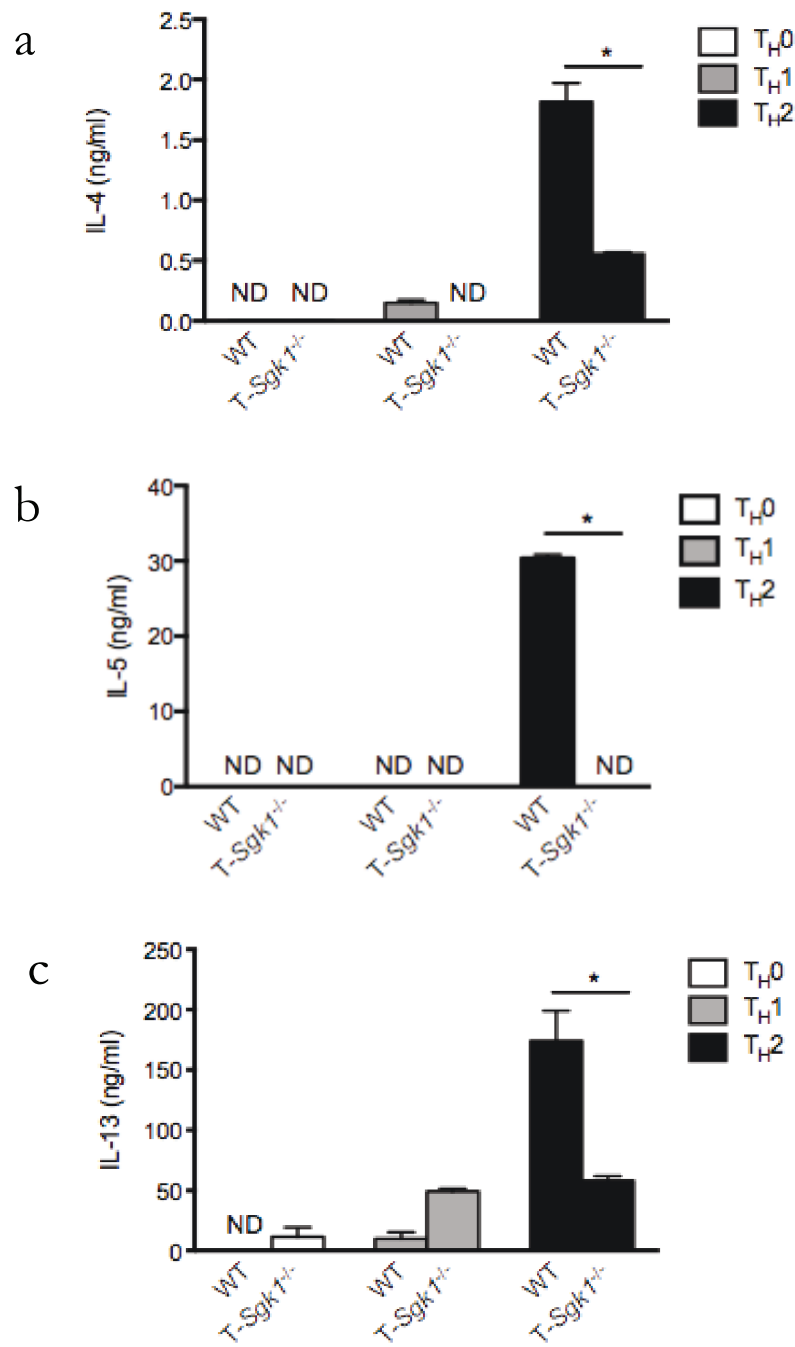 a
2.5
2.0
1.5
1.0
0.5
0.0
IL-4 (ng/ml)
ND ND ND
*
TH0
TH1
TH2
WT T-Sgk1-/- WT T-Sgk1-/- WT T-Sgk1-/-
b
40
30
20
10
0
IL-5 (ng/ml)
ND ND ND ND ND
*
TH0
TH1
TH2
WT T-Sgk1-/- WT T-Sgk1-/- WT T-Sgk1-/-
c
250
200
150
100
50
0
IL-13 (ng/ml)
ND
*
TH0
TH1
TH2
WT T-Sgk1-/- WT T-Sgk1-/- WT T-Sgk1-/-